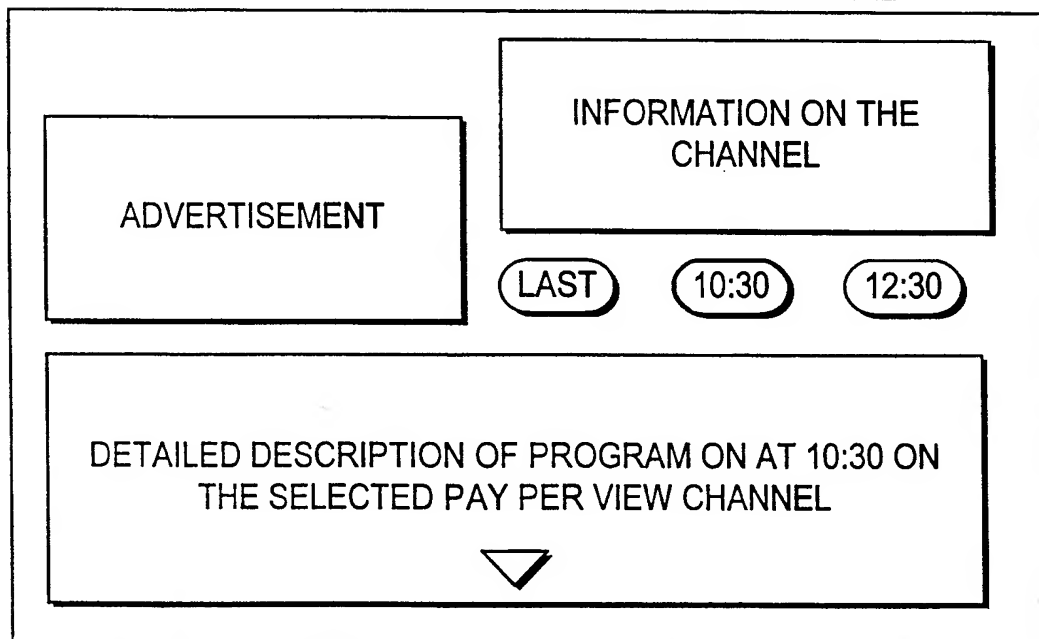 INFORMATION ON THE
CHANNEL
ADVERTISEMENT
LAST
10:30
12:30
DETAILED DESCRIPTION OF PROGRAM ON AT 10:30 ON
THE SELECTED PAY PER VIEW CHANNEL